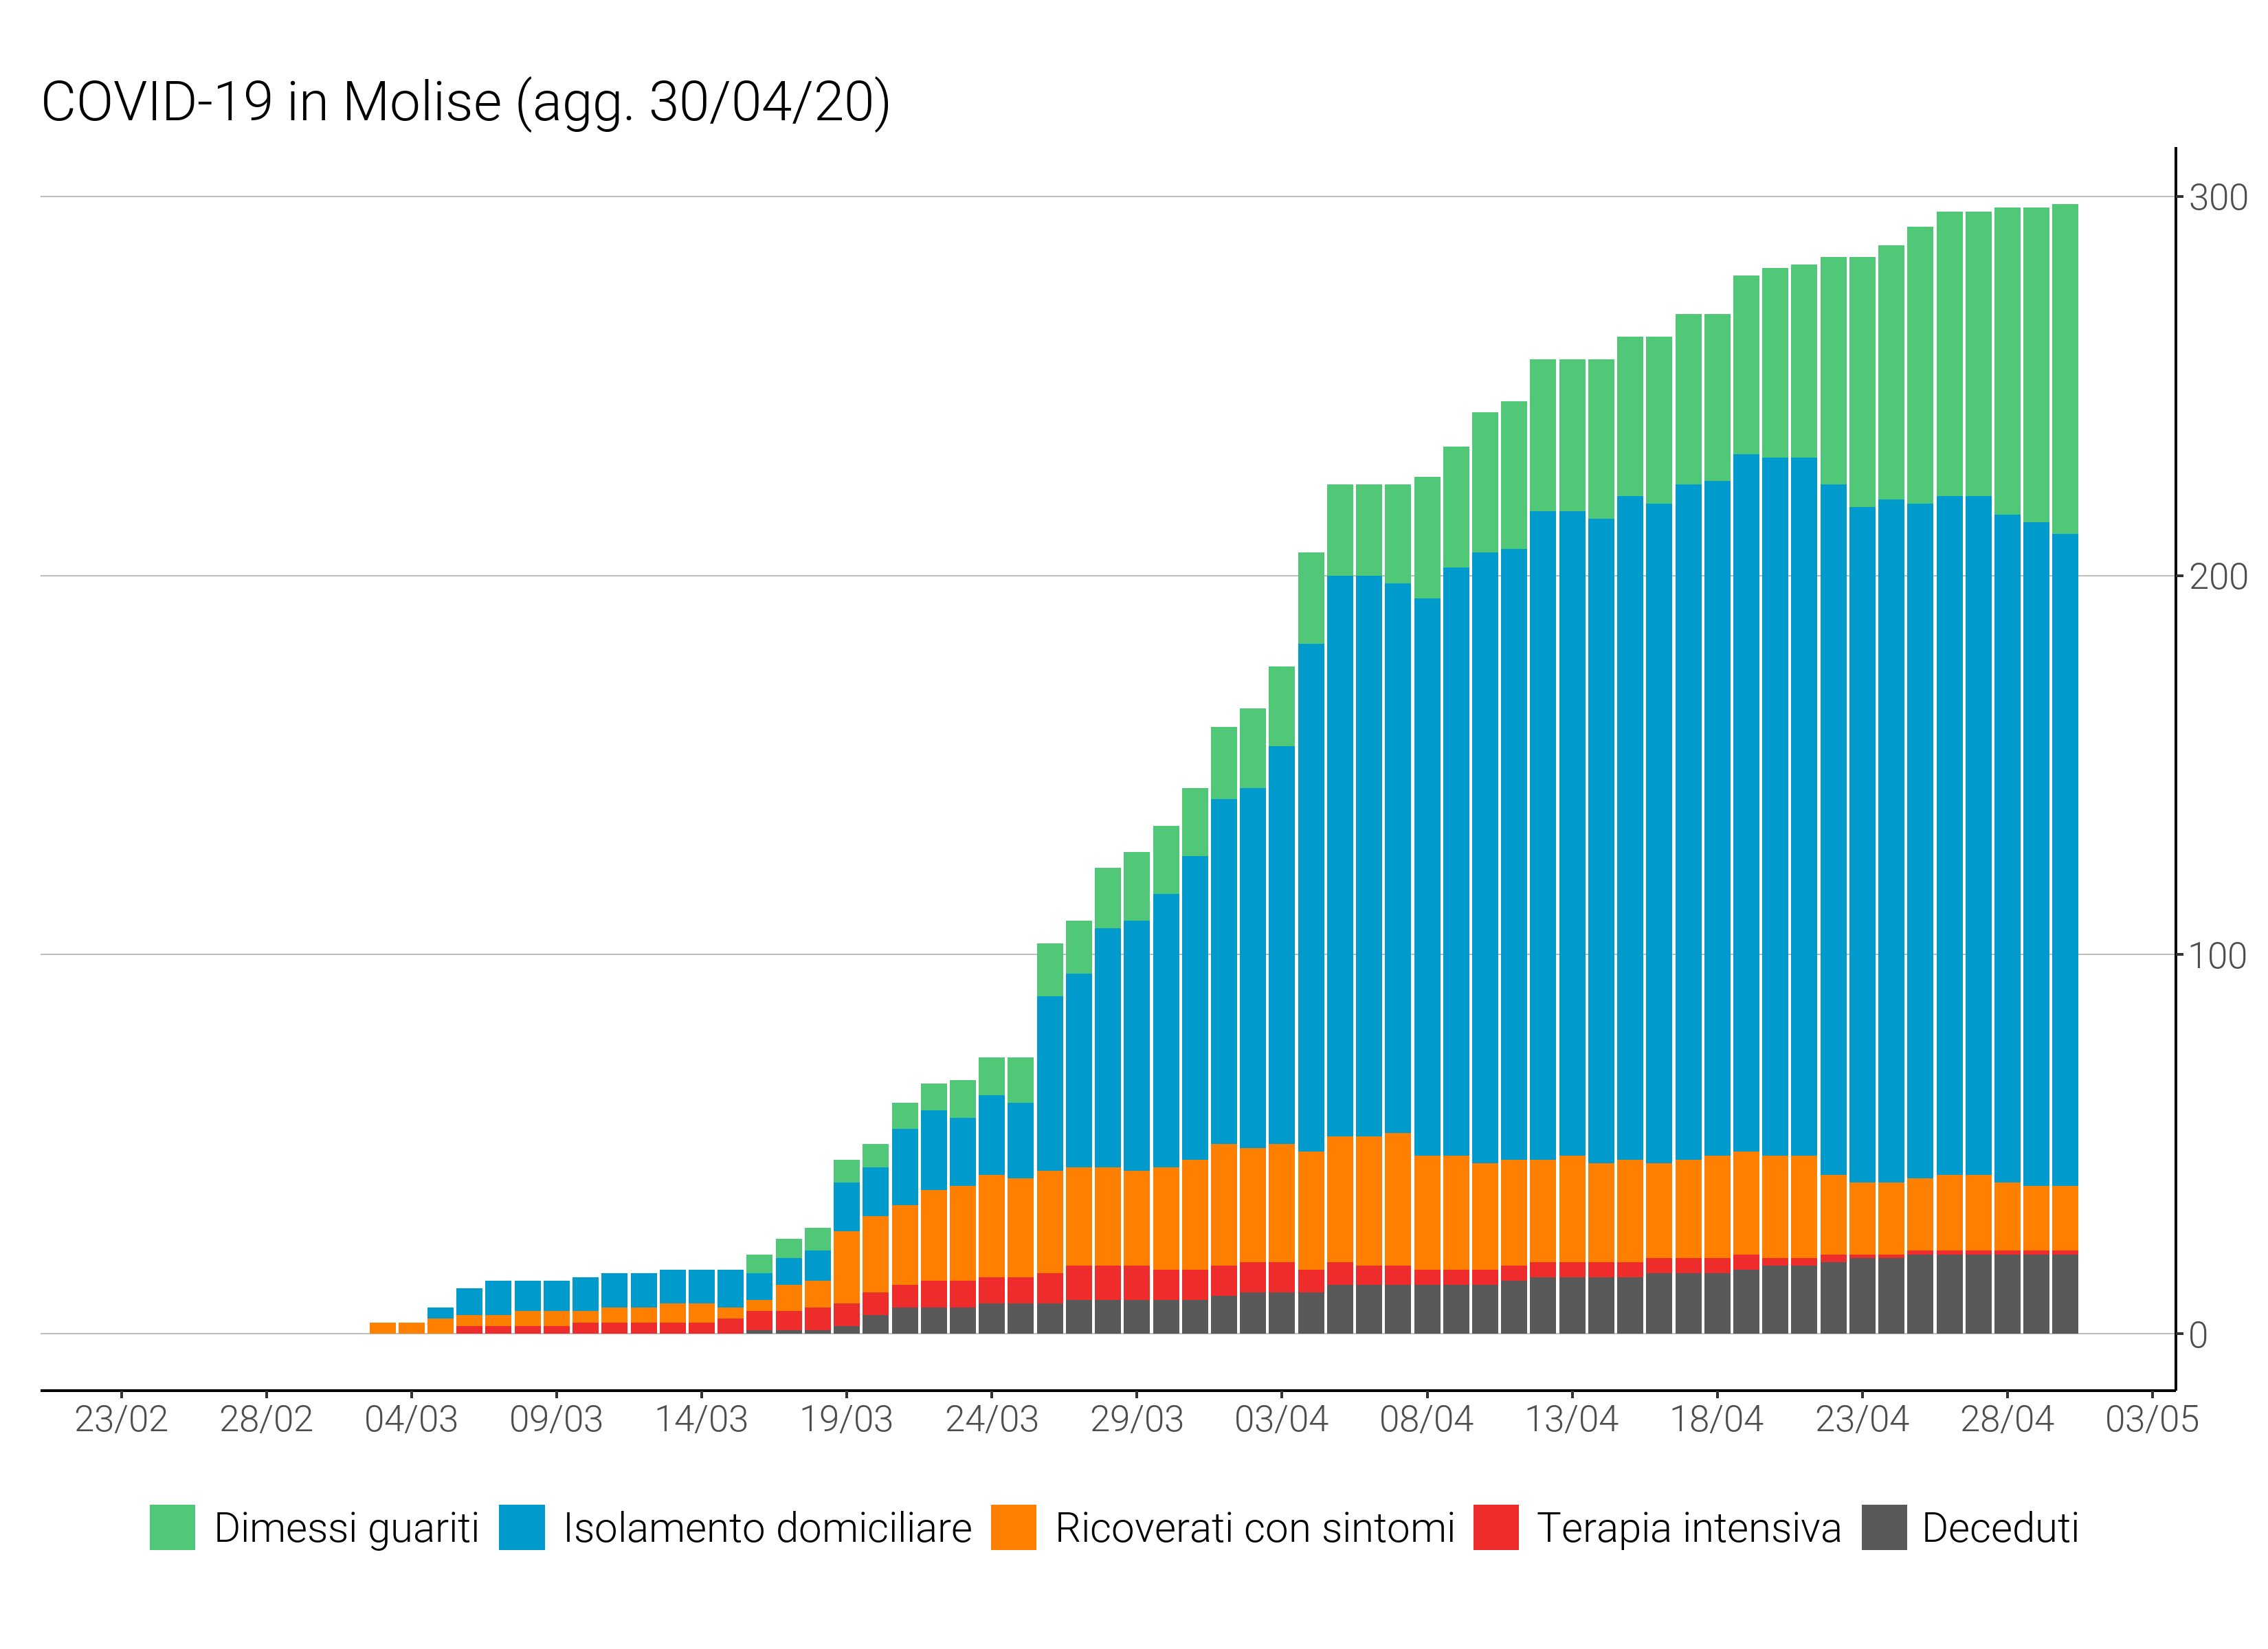 COVID-19 in Molise (agg. 30/04/20)
300
200
100
0
23/02 28/02 04/03 09/03 14/03 19/03 24/03 29/03 03/04 08/04 13/04 18/04 23/04 28/04 03/05
Dimessi guariti Isolamento domiciliare Ricoverati con sintomi Terapia intensiva Deceduti